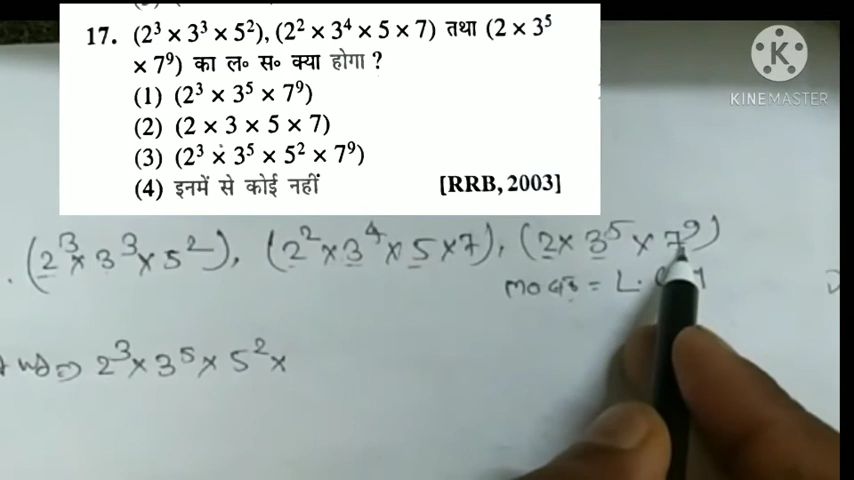 17. (2³ × 3³ × 5²), (2² × 3⁴ × 5 × 7) तथा (2 × 3⁵
× 7⁹) का ल॰ स॰ क्या होगा ?
(1) (2³ × 3⁵ × 7⁹)
(2) (2 × 3 × 5 × 7)
(3) (2³ × 3⁵ × 5² × 7⁹)
(4) इनमें से कोई नहीं [RRB, 2003]
K
KINEMASTER
(2³ × 3³ × 5²), (2² × 3⁴ × 5 × 7), (2 × 3⁵ × 7⁹)
= L.
⇒ 2³ × 3⁵ × 5² ×